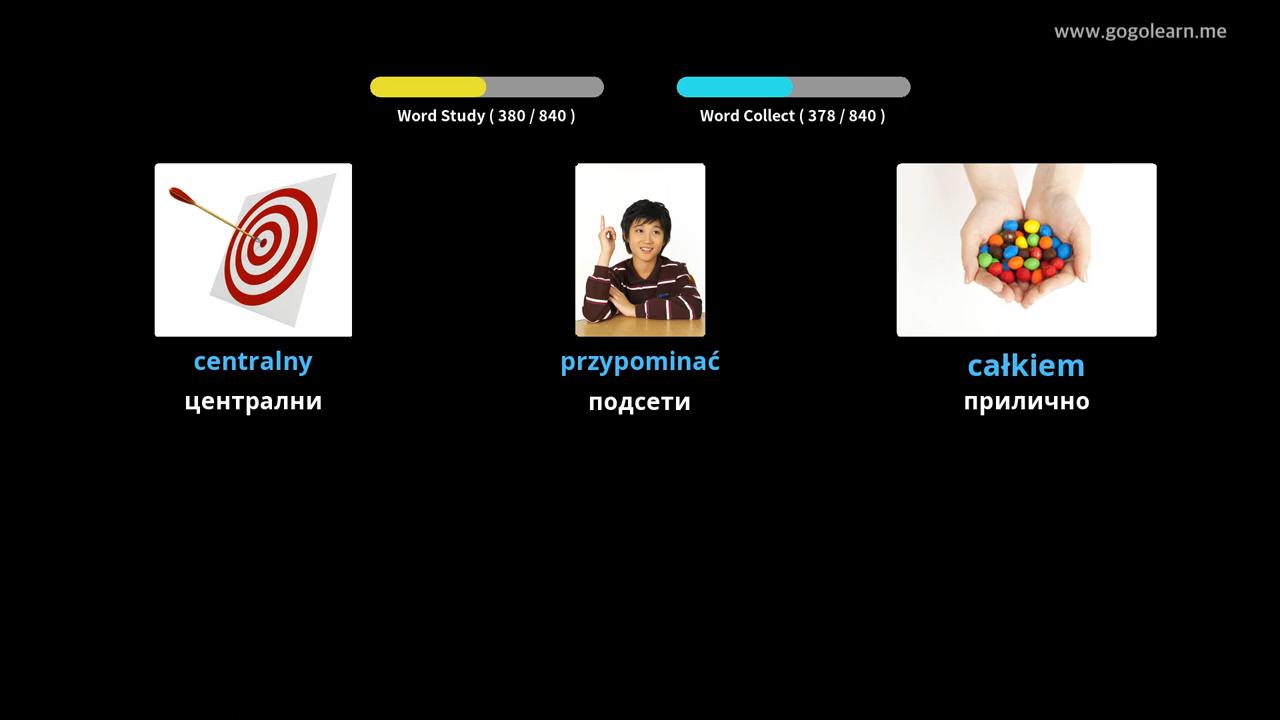 www.gogolearn.me
Word Study ( 380 / 840 )
Word Collect ( 378 / 840 )
centralny
централни
przypominać
подсети
całkiem
прилично